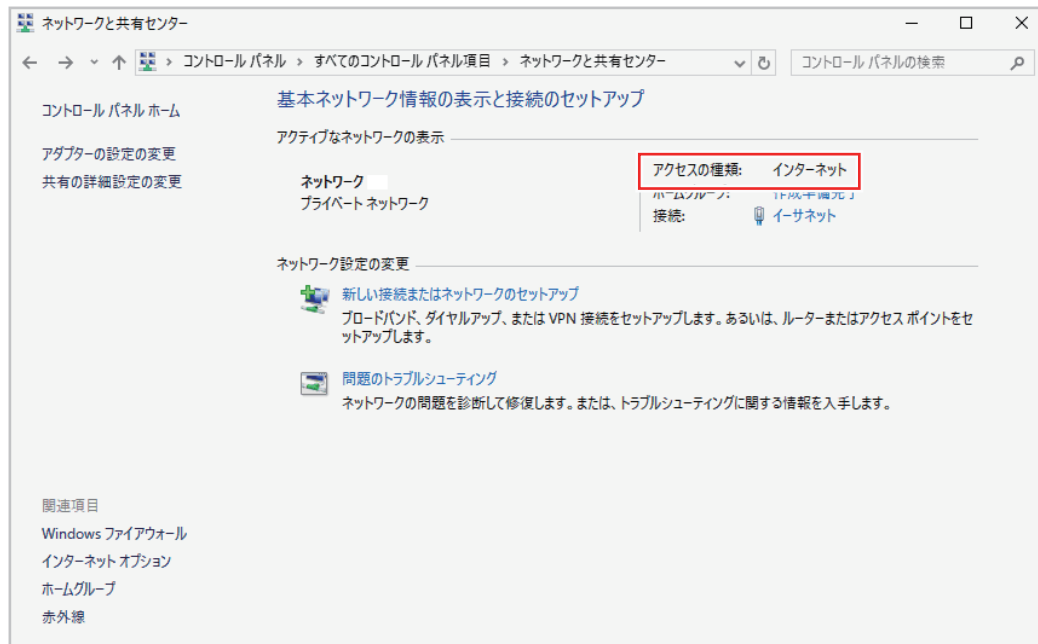 ネットワークと共有センター
コントロール パネル › すべてのコントロール パネル項目 › ネットワークと共有センター
コントロール パネルの検索
コントロール パネル ホーム
アダプターの設定の変更
共有の詳細設定の変更
基本ネットワーク情報の表示と接続のセットアップ
アクティブなネットワークの表示
ネットワーク
プライベート ネットワーク
アクセスの種類: インターネット
ホームグループ: 作成準備完了
接続: イーサネット
ネットワーク設定の変更
新しい接続またはネットワークのセットアップ
ブロードバンド、ダイヤルアップ、または VPN 接続をセットアップします。あるいは、ルーターまたはアクセス ポイントをセ
ットアップします。
問題のトラブルシューティング
ネットワークの問題を診断して修復します。または、トラブルシューティングに関する情報を入手します。
関連項目
Windows ファイアウォール
インターネット オプション
ホームグループ
赤外線